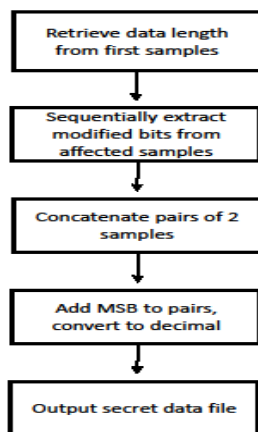 Retrieve data length
from first samples
Sequentially extract
modified bits from
affected samples
Concatenate pairs of 2
samples
Add MSB to pairs,
convert to decimal
Output secret data file